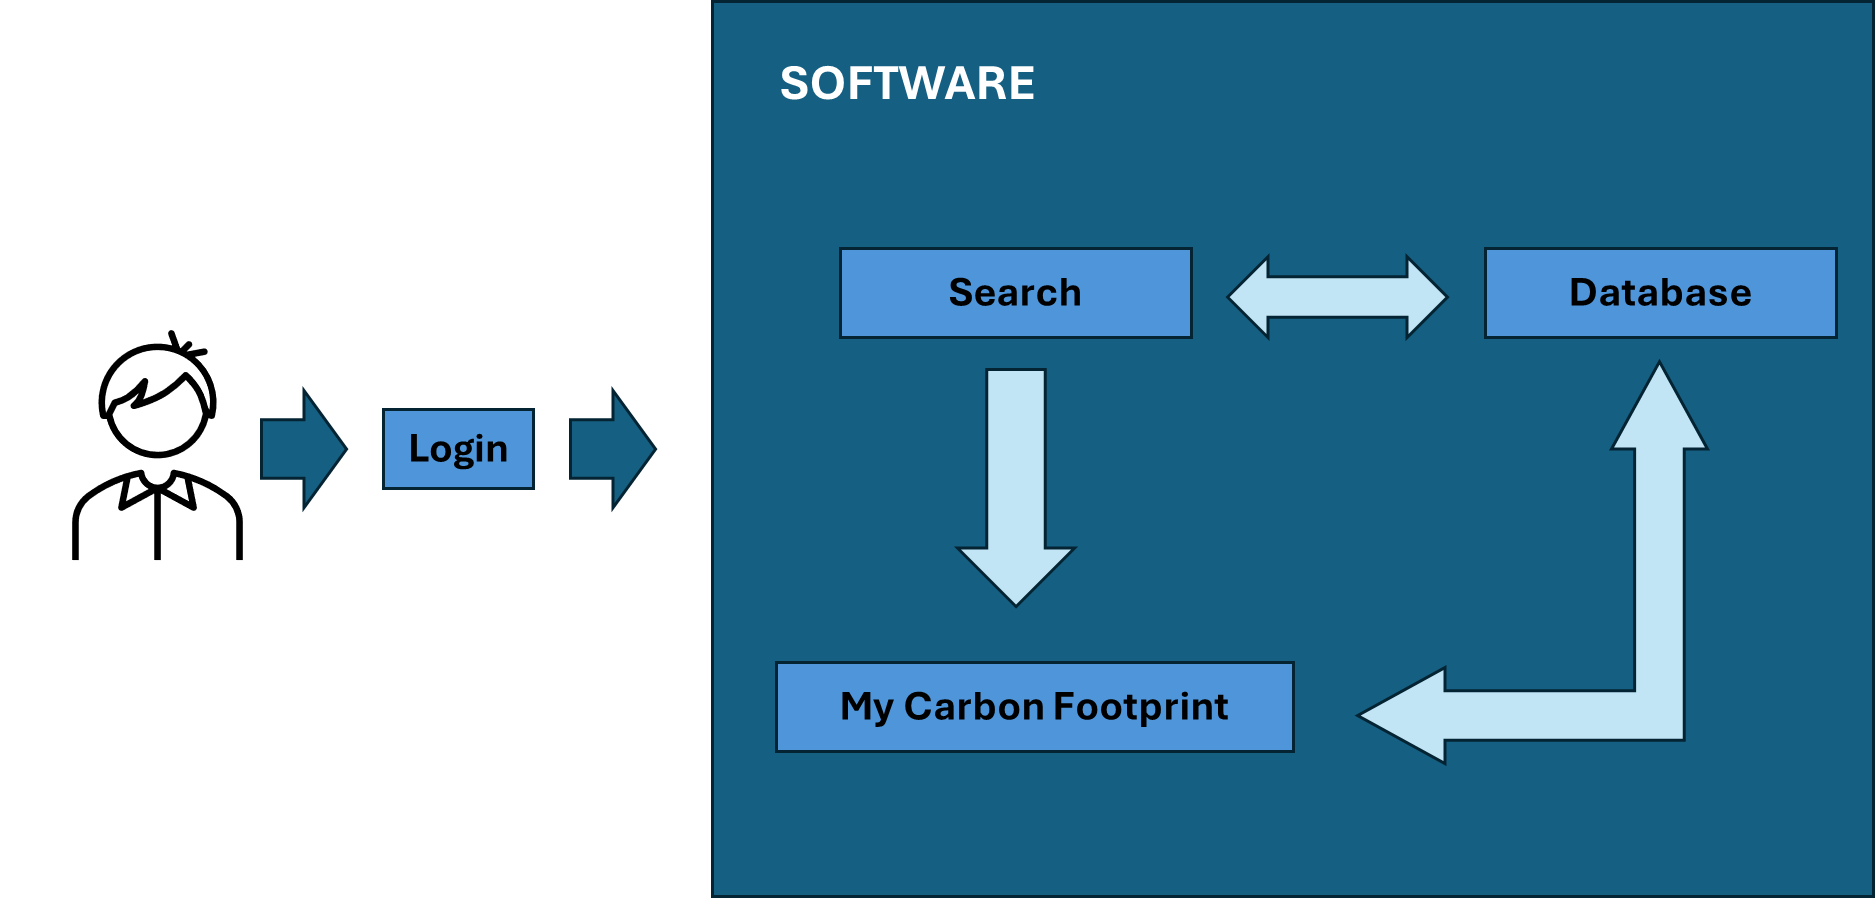 SOFTWARE
Search
Database
Login
My Carbon Footprint